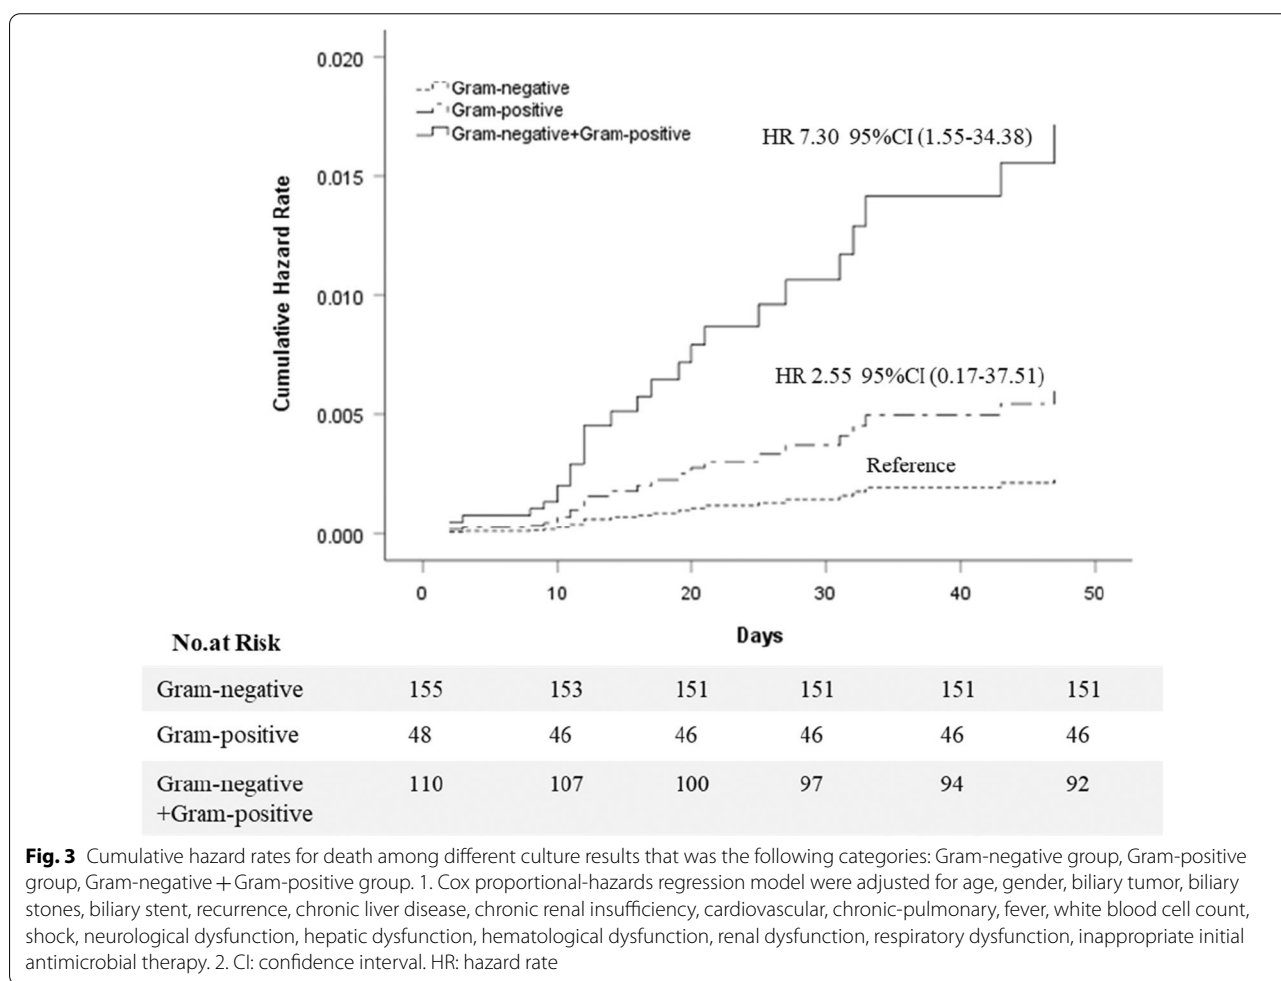 0.020
0.015
0.010
0.005
0.000
Cumulative Hazard Rate
Gram-negative
Gram-positive
Gram-negative+Gram-positive
HR 7.30 95%CI (1.55-34.38)
HR 2.55 95%CI (0.17-37.51)
Reference
0 10 20 30 40 50
Days
No.at Risk
Gram-negative 155 153 151 151 151 151
Gram-positive 48 46 46 46 46 46
Gram-negative 110 107 100 97 94 92
+Gram-positive
Fig. 3 Cumulative hazard rates for death among different culture results that was the following categories: Gram-negative group, Gram-positive
group, Gram-negative + Gram-positive group. 1. Cox proportional-hazards regression model were adjusted for age, gender, biliary tumor, biliary
stones, biliary stent, recurrence, chronic liver disease, chronic renal insufficiency, cardiovascular, chronic-pulmonary, fever, white blood cell count,
shock, neurological dysfunction, hepatic dysfunction, hematological dysfunction, renal dysfunction, respiratory dysfunction, inappropriate initial
antimicrobial therapy. 2. CI: confidence interval. HR: hazard rate